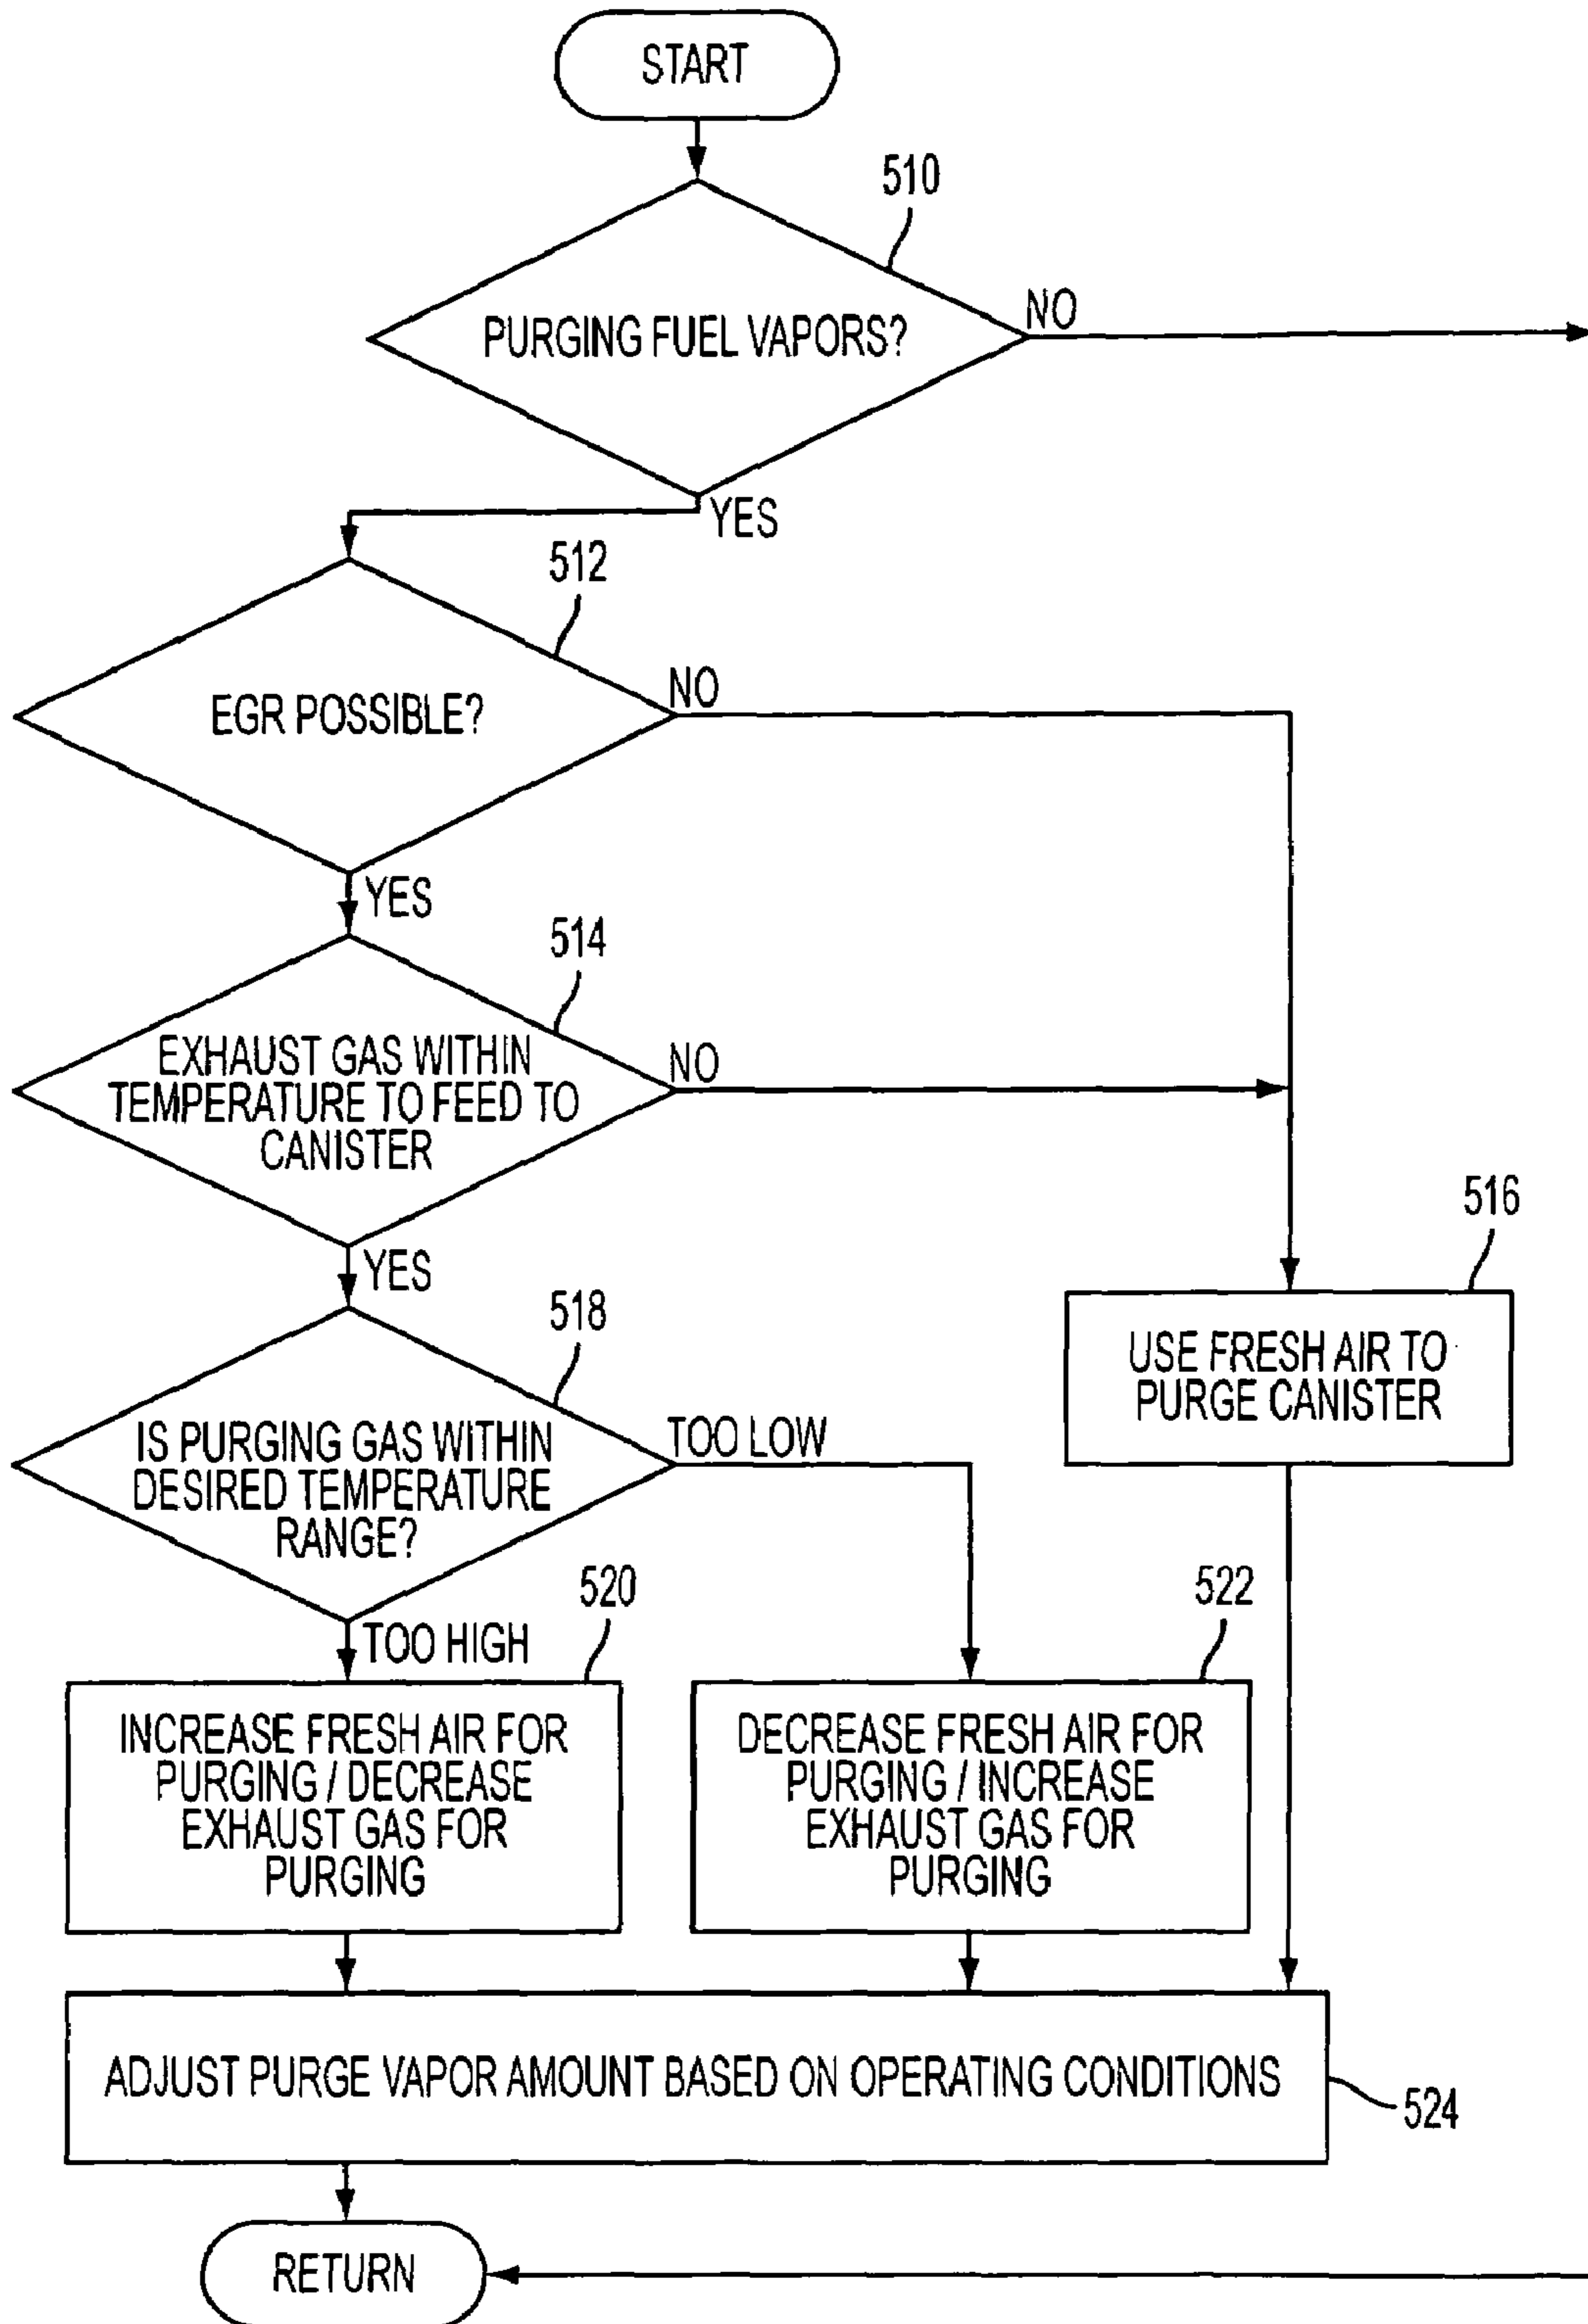 START
510
PURGING FUEL VAPORS?
NO
YES
512
EGR POSSIBLE?
NO
YES
514
EXHAUST GAS WITHIN
TEMPERATURE TO FEED TO
CANISTER
NO
YES
516
USE FRESH AIR TO
PURGE CANISTER
518
IS PURGING GAS WITHIN
DESIRED TEMPERATURE
RANGE?
TOO LOW
TOO HIGH
520
INCREASE FRESH AIR FOR
PURGING / DECREASE
EXHAUST GAS FOR
PURGING
522
DECREASE FRESH AIR FOR
PURGING / INCREASE
EXHAUST GAS FOR
PURGING
ADJUST PURGE VAPOR AMOUNT BASED ON OPERATING CONDITIONS
524
RETURN